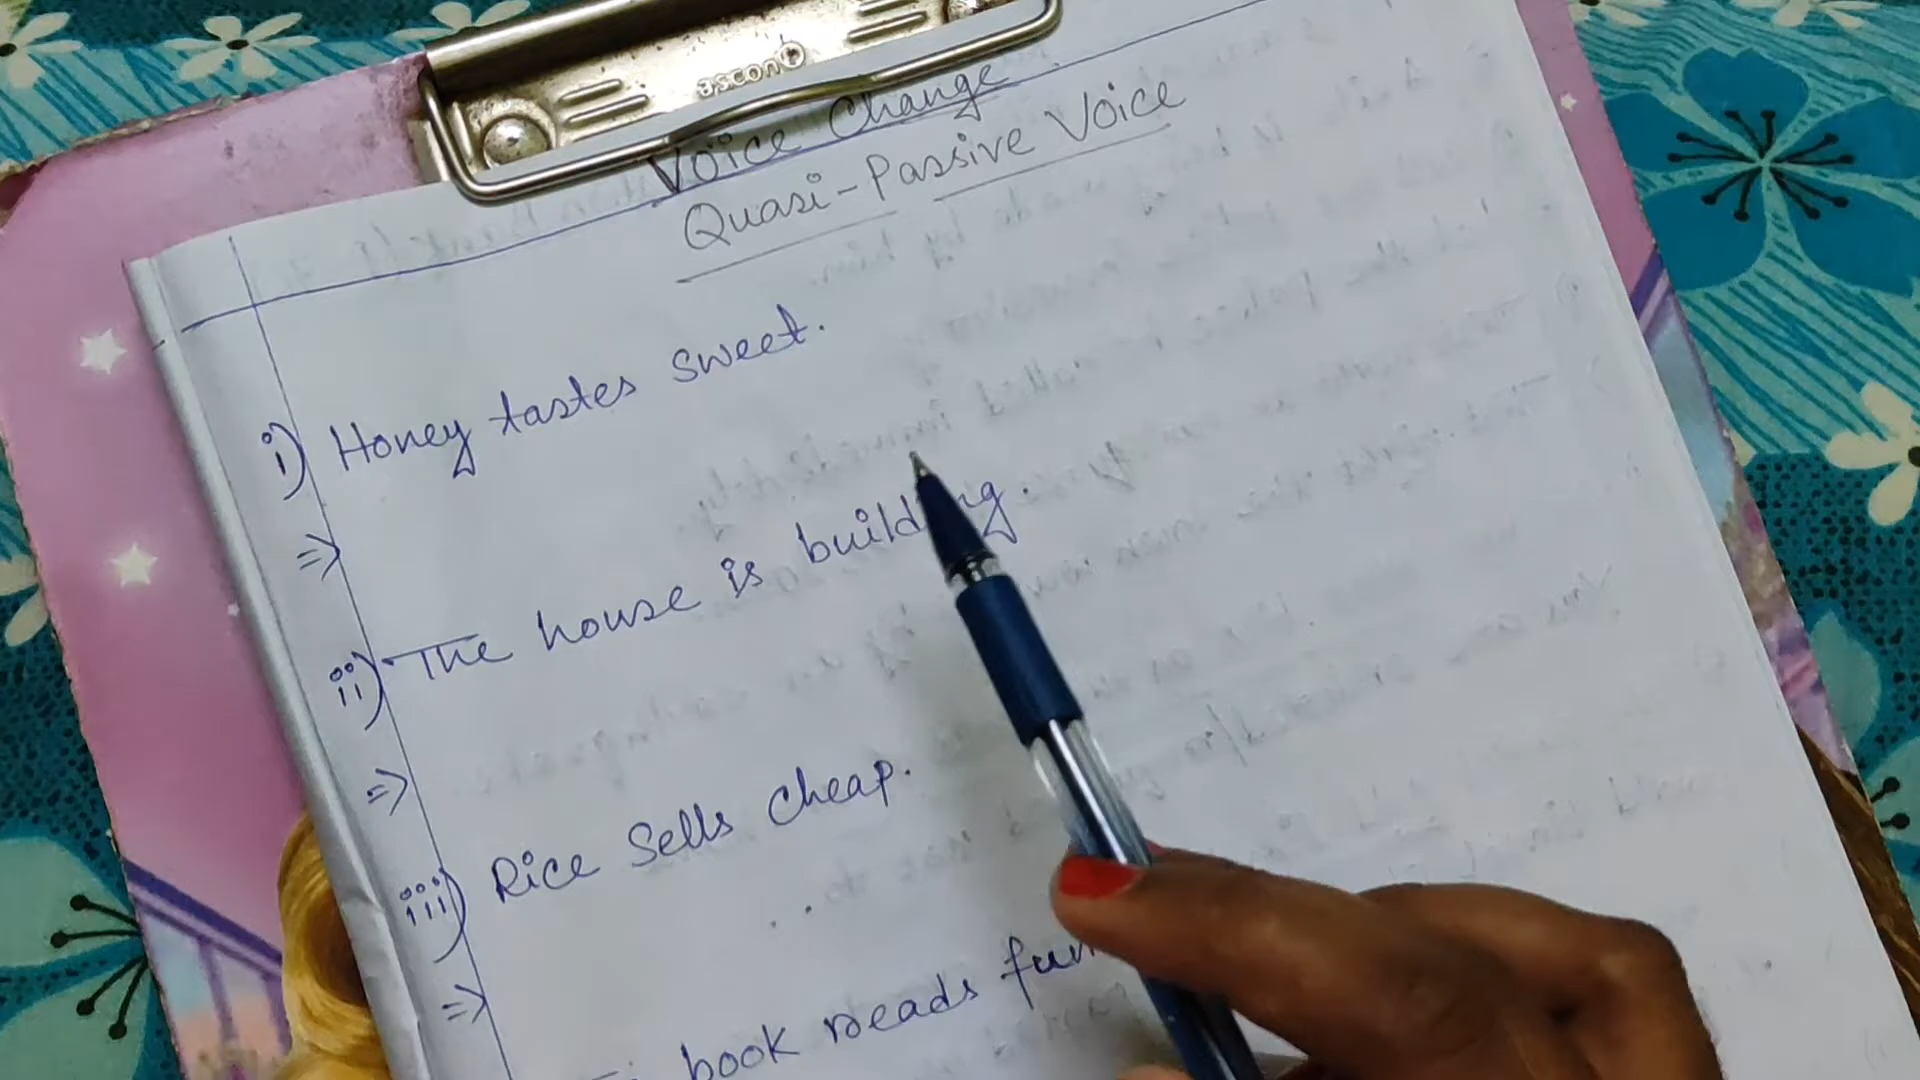 ascon
Voice Change
Quasi-Passive Voice
i) Honey tastes sweet.
=>
ii) The house is building.
=>
iii) Rice Sells cheap.
=>
book reads